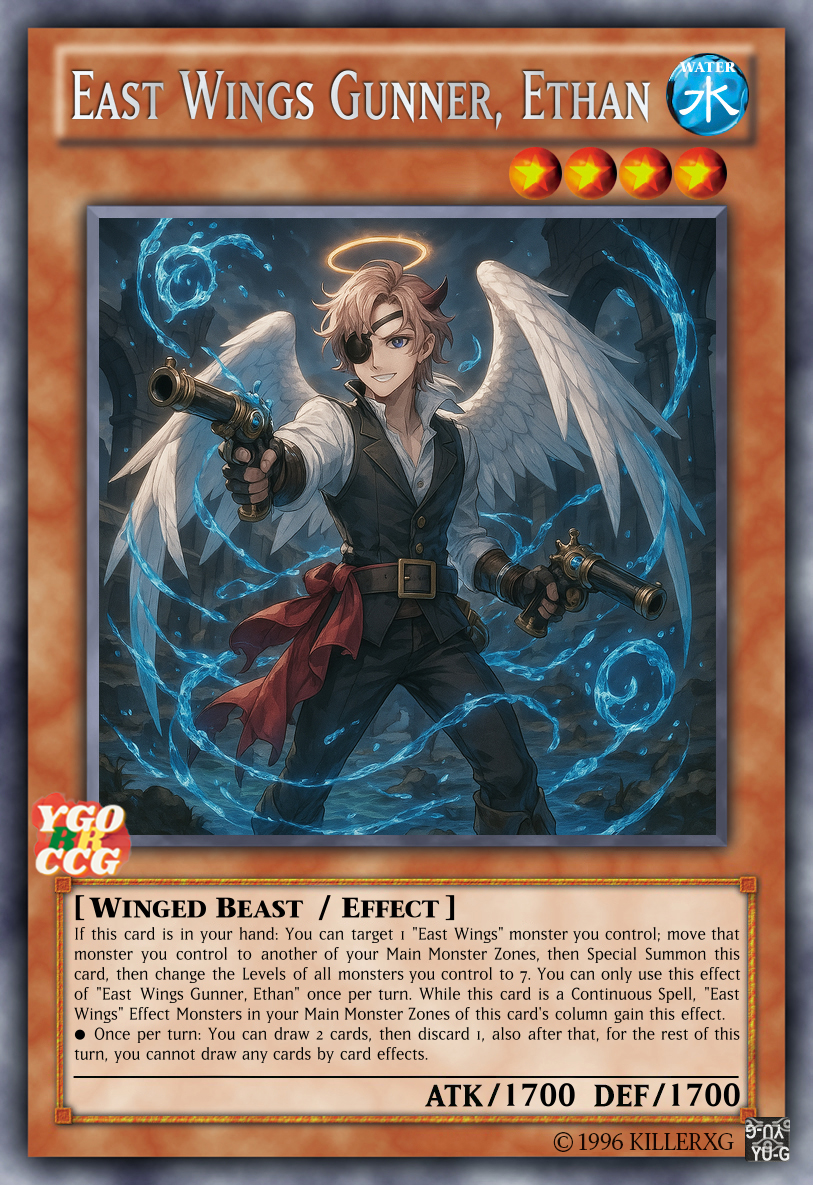 East Wings Gunner, Ethan
WATER
水
YGO
BR
CCG
[ Winged Beast / Effect ]
If this card is in your hand: You can target 1 "East Wings" monster you control; move that
monster you control to another of your Main Monster Zones, then Special Summon this
card, then change the Levels of all monsters you control to 7. You can only use this effect
of "East Wings Gunner, Ethan" once per turn. While this card is a Continuous Spell, "East
Wings" Effect Monsters in your Main Monster Zones of this card's column gain this effect.
● Once per turn: You can draw 2 cards, then discard 1, also after that, for the rest of this
turn, you cannot draw any cards by card effects.
ATK/1700 DEF/1700
© 1996 KILLERXG
YU-G
YU-G